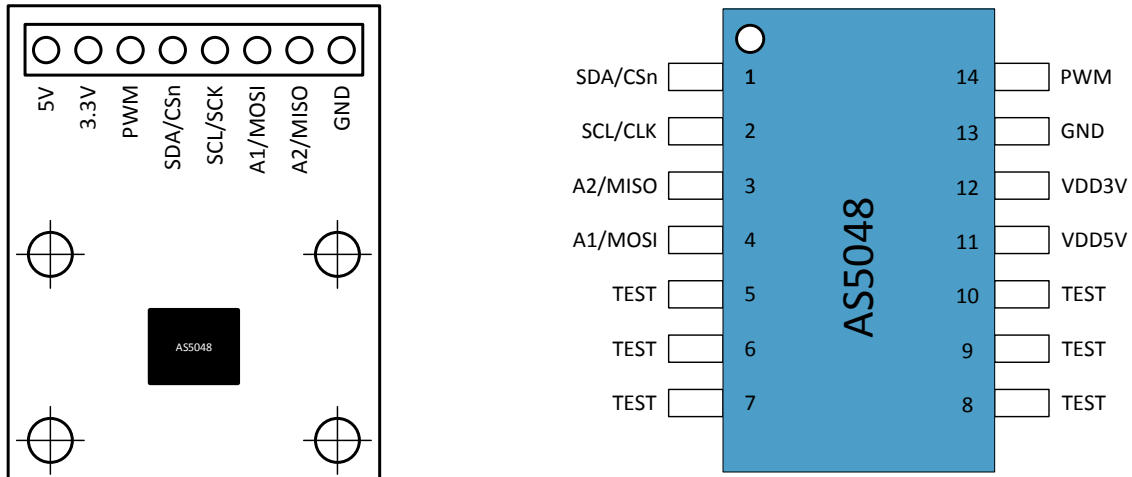 5V
3.3V
PWM
SDA/CSn
SCL/SCK
A1/MOSI
A2/MISO
GND
AS5048
SDA/CSn 1 14 PWM
SCL/CLK 2 13 GND
A2/MISO 3 12 VDD3V
A1/MOSI 4 11 VDD5V
TEST 5 10 TEST
TEST 6 9 TEST
TEST 7 8 TEST
AS5048